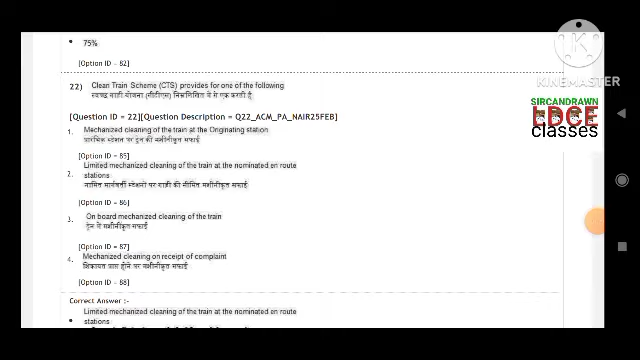 75%
[Option ID = 82]
22) Clean Train Scheme (CTS) provides for one of the following
स्वच्छ गाड़ी योजना (सीटीएस) निम्नलिखित में से एक करती है
[Question ID = 22][Question Description = Q22_ACM_PA_NAIR25FEB]
1. Mechanized cleaning of the train at the Originating station
प्रारंभिक स्टेशन पर ट्रेन की मशीनीकृत सफाई
[Option ID = 85]
2. Limited mechanized cleaning of the train at the nominated en route
stations
नामित मार्गवर्ती स्टेशनों पर गाड़ी की सीमित मशीनीकृत सफाई
[Option ID = 86]
3. On board mechanized cleaning of the train
ट्रेन में मशीनीकृत सफाई
[Option ID = 87]
4. Mechanized cleaning on receipt of complaint
शिकायत प्राप्त होने पर मशीनीकृत सफाई
[Option ID = 88]
Correct Answer :-
Limited mechanized cleaning of the train at the nominated en route
stations
KINEMASTER
SIRCANDRAWN
LDCE
classes